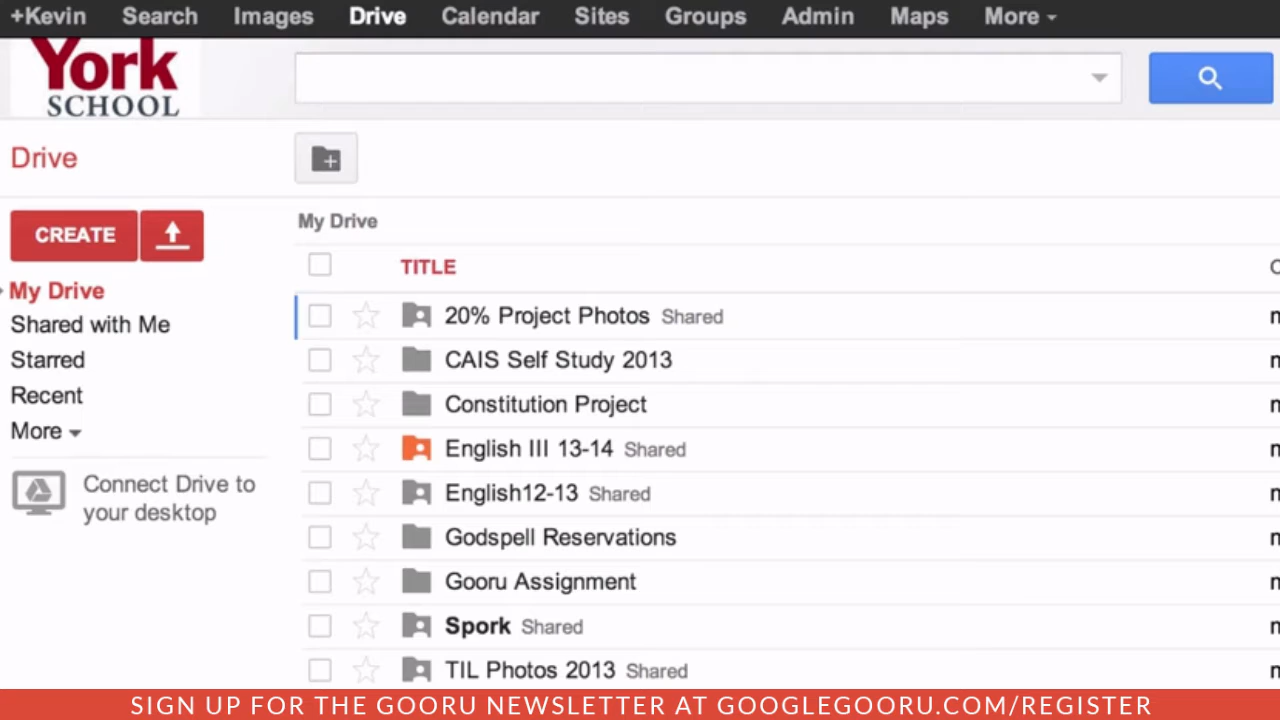 +Kevin Search Images Drive Calendar Sites Groups Admin Maps More
York
SCHOOL
Drive
CREATE
My Drive
Shared with Me
Starred
Recent
More
Connect Drive to
your desktop
My Drive
TITLE
20% Project Photos Shared
CAIS Self Study 2013
Constitution Project
English III 13-14 Shared
English12-13 Shared
Godspell Reservations
Gooru Assignment
Spork Shared
TIL Photos 2013 Shared
SIGN UP FOR THE GOORU NEWSLETTER AT GOOGLEGOORU.COM/REGISTER